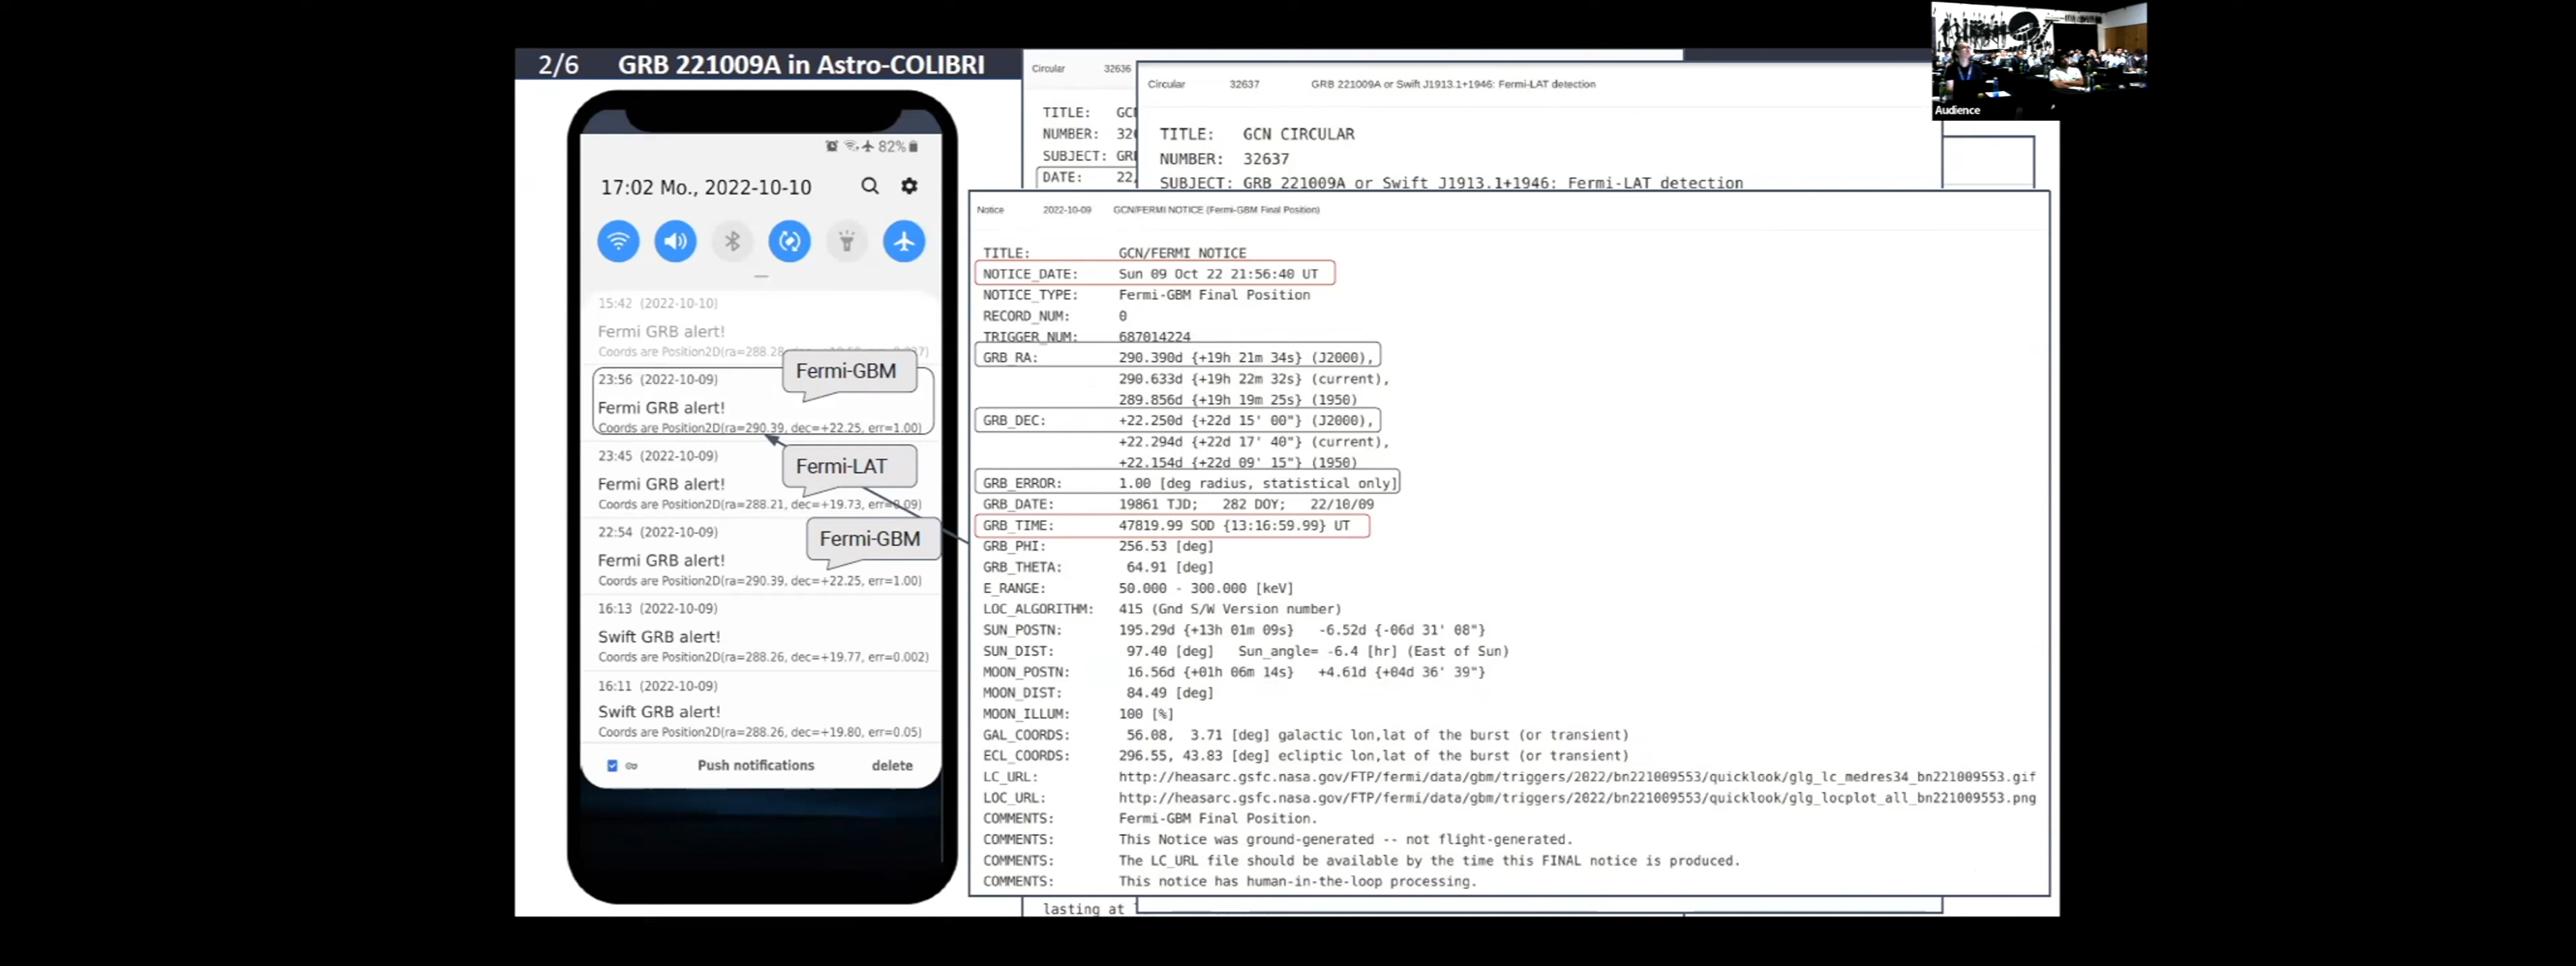 2/6 GRB 221009A in Astro-COLIBRI
82%
17:02 Mo., 2022-10-10
15:42 (2022-10-10)
Fermi GRB alert!
Coords are Position2D(ra=288.28,
Fermi-GBM
23:56 (2022-10-09)
Fermi GRB alert!
Coords are Position2D(ra=290.39, dec=+22.25, err=1.00)
Fermi-LAT
23:45 (2022-10-09)
Fermi GRB alert!
Coords are Position2D(ra=288.21, dec=+19.73, err=0.09)
Fermi-GBM
22:54 (2022-10-09)
Fermi GRB alert!
Coords are Position2D(ra=290.39, dec=+22.25, err=1.00)
16:13 (2022-10-09)
Swift GRB alert!
Coords are Position2D(ra=288.26, dec=+19.77, err=0.002)
16:11 (2022-10-09)
Swift GRB alert!
Coords are Position2D(ra=288.26, dec=+19.80, err=0.05)
Push notifications delete
Circular 32636
TITLE:
NUMBER:
SUBJECT:
DATE: 22,
lasting at
Circular 32637 GRB 221009A or Swift J1913.1+1946: Fermi-LAT detection
TITLE: GCN CIRCULAR
NUMBER: 32637
SUBJECT: GRB 221009A or Swift J1913.1+1946: Fermi-LAT detection
Notice 2022-10-09 GCN/FERMI NOTICE (Fermi-GBM Final Position)
TITLE: GCN/FERMI NOTICE
NOTICE_DATE: Sun 09 Oct 22 21:56:40 UT
NOTICE_TYPE: Fermi-GBM Final Position
RECORD_NUM: 0
TRIGGER_NUM: 687014224
GRB_RA: 290.390d {+19h 21m 34s} (J2000),
290.633d {+19h 22m 32s} (current),
289.856d {+19h 19m 25s} (1950)
GRB_DEC: +22.250d {+22d 15' 00"} (J2000),
+22.294d {+22d 17' 40"} (current),
+22.154d {+22d 09' 15"} (1950)
GRB_ERROR: 1.00 [deg radius, statistical only]
GRB_DATE: 19861 TJD; 282 DOY; 22/10/09
GRB_TIME: 47819.99 SOD {13:16:59.99} UT
GRB_PHI: 256.53 [deg]
GRB_THETA: 64.91 [deg]
E_RANGE: 50.000 - 300.000 [keV]
LOC_ALGORITHM: 415 (Gnd S/W Version number)
SUN_POSTN: 195.29d {+13h 01m 09s} -6.52d {-06d 31' 08"}
SUN_DIST: 97.40 [deg] Sun_angle= -6.4 [hr] (East of Sun)
MOON_POSTN: 16.56d {+01h 06m 14s} +4.61d {+04d 36' 39"}
MOON_DIST: 84.49 [deg]
MOON_ILLUM: 100 [%]
GAL_COORDS: 56.08, 3.71 [deg] galactic lon,lat of the burst (or transient)
ECL_COORDS: 296.55, 43.83 [deg] ecliptic lon,lat of the burst (or transient)
LC_URL: http://heasarc.gsfc.nasa.gov/FTP/fermi/data/gbm/triggers/2022/bn221009553/quicklook/glg_lc_medres34_bn221009553.gif
LOC_URL: http://heasarc.gsfc.nasa.gov/FTP/fermi/data/gbm/triggers/2022/bn221009553/quicklook/glg_locplot_all_bn221009553.png
COMMENTS: Fermi-GBM Final Position.
COMMENTS: This Notice was ground-generated -- not flight-generated.
COMMENTS: The LC_URL file should be available by the time this FINAL notice is produced.
COMMENTS: This notice has human-in-the-loop processing.
Audience